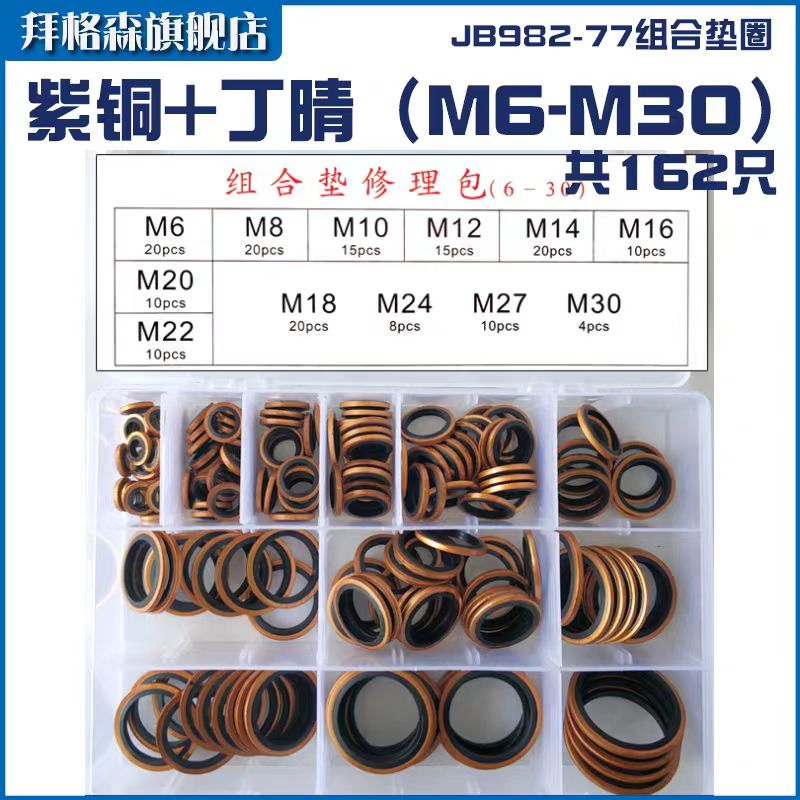 拜格森旗舰店
JB982-77组合垫圈
紫铜+丁晴（M6-M30）
共162只
组合垫修理包(6-30)
M6 M8 M10 M12 M14 M16
20pcs 20pcs 15pcs 15pcs 20pcs 10pcs
M20
10pcs
M18 M24 M27 M30
20pcs 8pcs 10pcs 4pcs
M22
10pcs